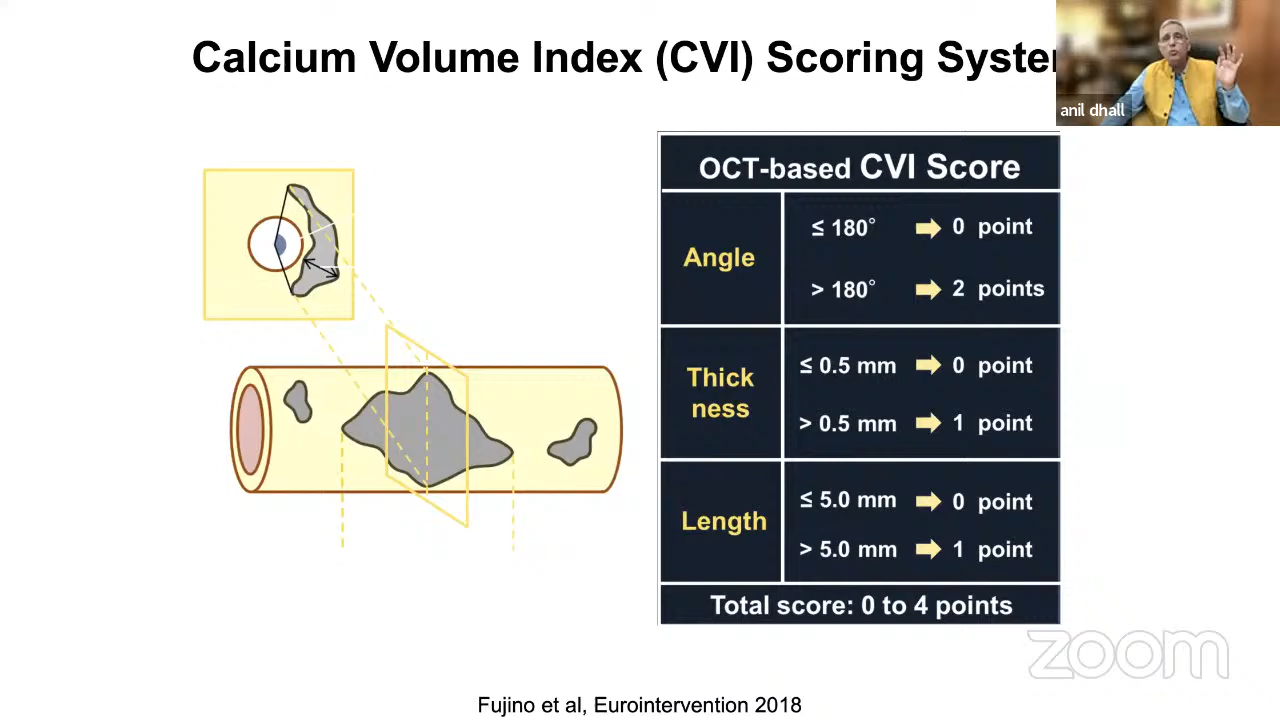 Calcium Volume Index (CVI) Scoring Syste
anil dhall
OCT-based CVI Score
Angle
≤ 180° ➡ 0 point
> 180° ➡ 2 points
Thick
ness
≤ 0.5 mm ➡ 0 point
> 0.5 mm ➡ 1 point
Length
≤ 5.0 mm ➡ 0 point
> 5.0 mm ➡ 1 point
Total score: 0 to 4 points
zoom
Fujino et al, Eurointervention 2018